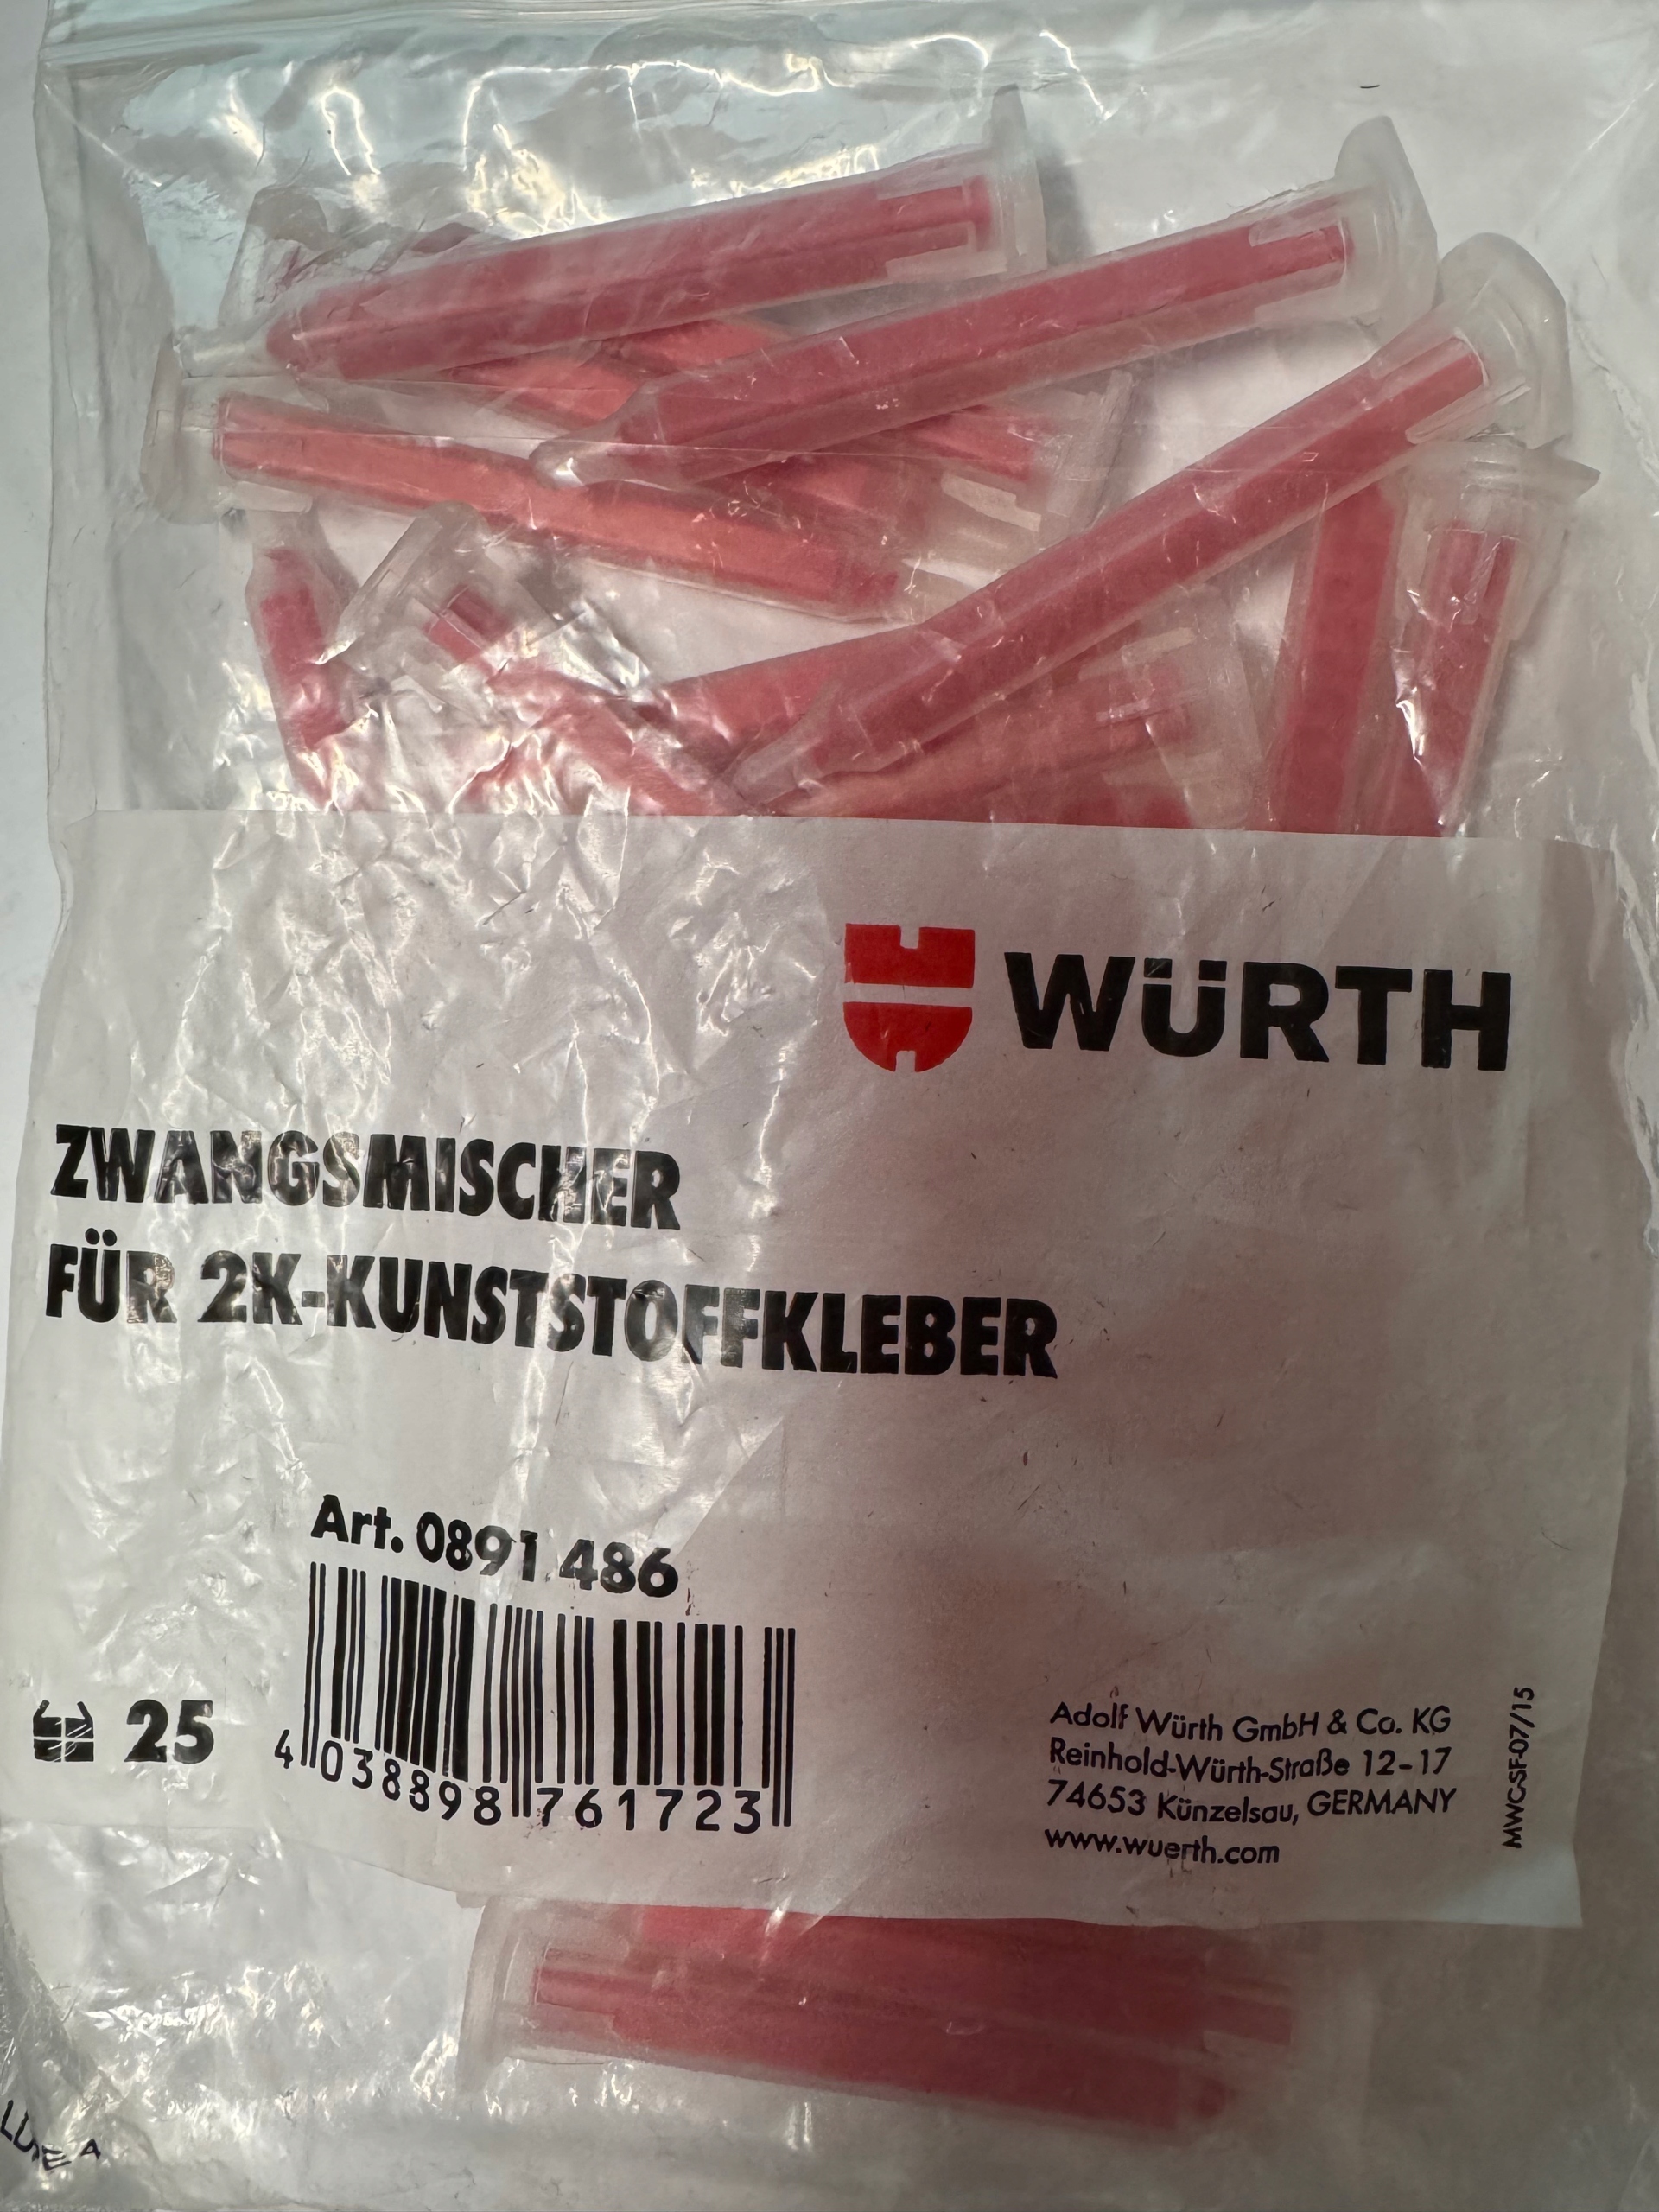 WÜRTH
ZWANGSMISCHER
FÜR 2K-KUNSTSTOFFKLEBER
Art. 0891 486
25
4 038898 761723
Adolf Würth GmbH & Co. KG
Reinhold-Würth-Straße 12-17
74653 Künzelsau, GERMANY
www.wuerth.com
MWC-SF-07/15